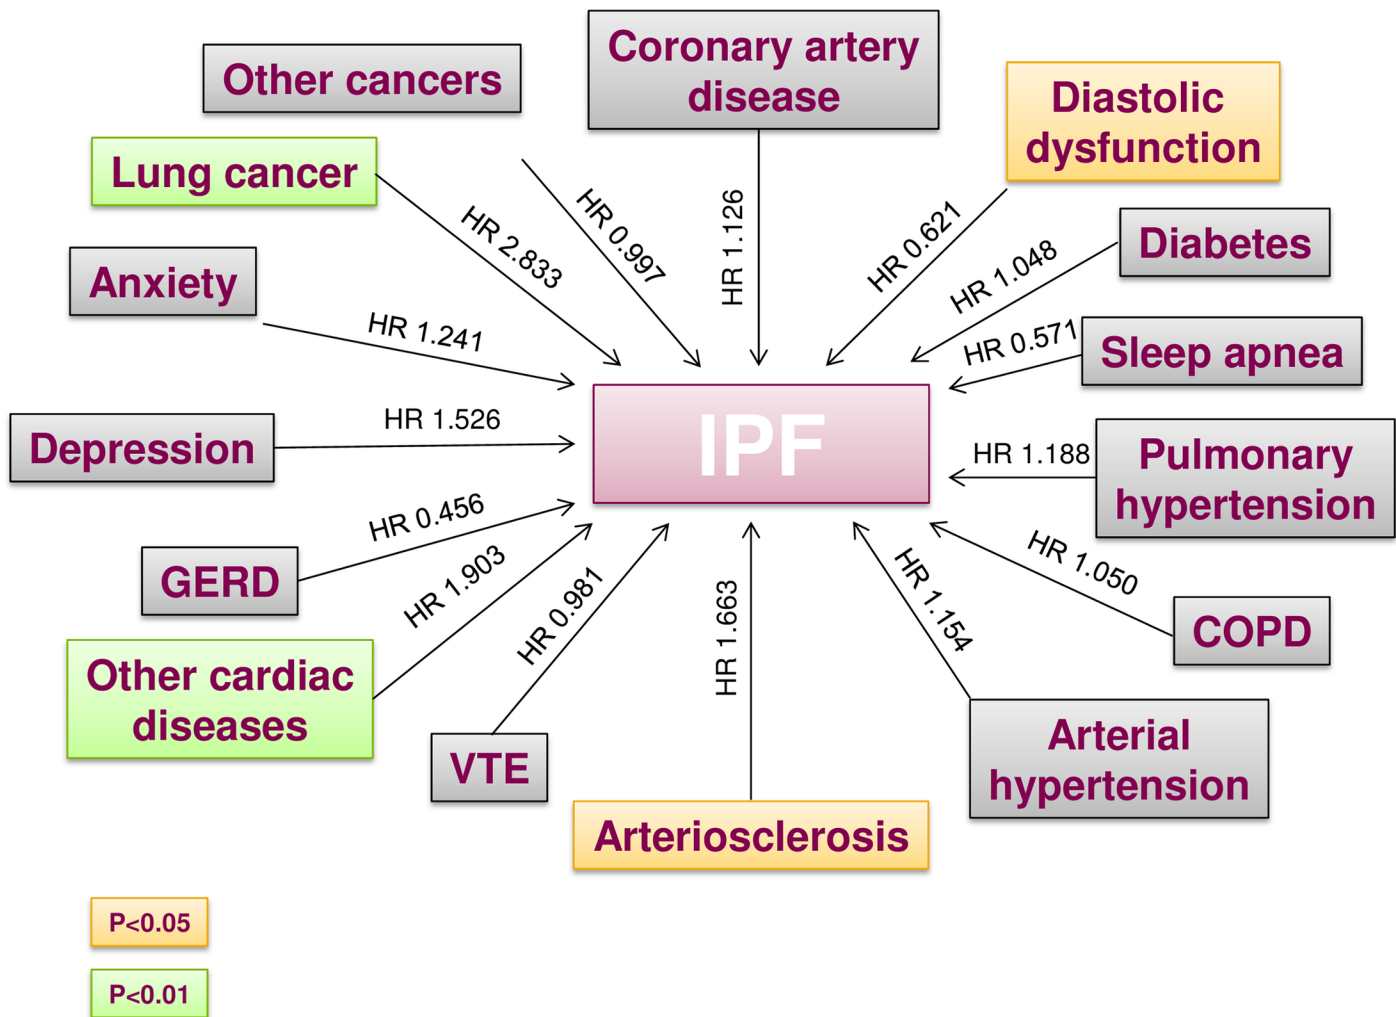 Coronary artery
disease
Other cancers
Diastolic
dysfunction
Lung cancer
Diabetes
Anxiety
Sleep apnea
HR 2.833
HR 0.997
HR 1.126
HR 0.621
HR 1.048
HR 1.241
HR 0.571
IPF
Depression
HR 1.526
HR 1.188
Pulmonary
hypertension
HR 0.456
GERD
HR 1.903
HR 0.981
HR 1.663
HR 1.154
HR 1.050
COPD
Other cardiac
diseases
VTE
Arteriosclerosis
Arterial
hypertension
P<0.05
P<0.01